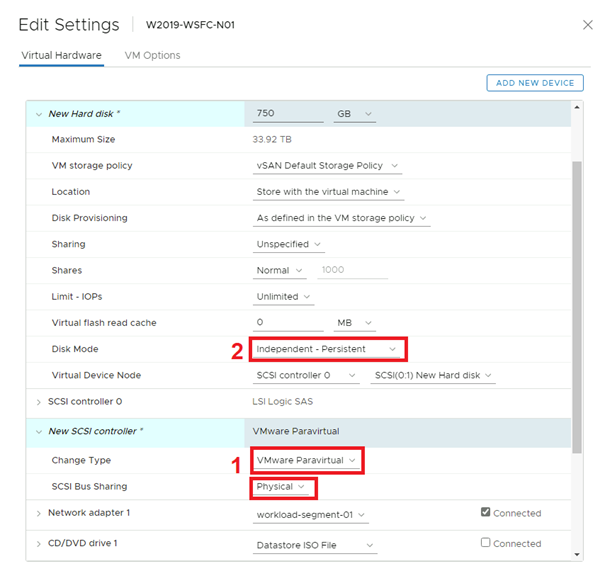 Edit Settings W2019-WSFC-N01
Virtual Hardware VM Options
ADD NEW DEVICE
New Hard disk * 750 GB
Maximum Size 33.92 TB
VM storage policy vSAN Default Storage Policy
Location Store with the virtual machine
Disk Provisioning As defined in the VM storage policy
Sharing Unspecified
Shares Normal 1000
Limit - IOPs Unlimited
Virtual flash read cache 0 MB
Disk Mode 2 Independent - Persistent
Virtual Device Node SCSI controller 0 SCSI(0:1) New Hard disk
SCSI controller 0 LSI Logic SAS
New SCSI controller * VMware Paravirtual
Change Type 1 VMware Paravirtual
SCSI Bus Sharing Physical
Network adapter 1 workload-segment-01 Connected
CD/DVD drive 1 Datastore ISO File Connected